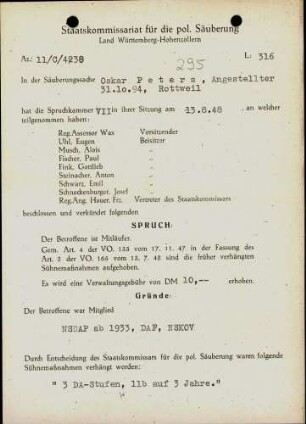 Staatskommissariat für die pol. Säuberung
Land Württemberg-Hohenzollern
Az.: 11/C/4238
L: 316
295
In der Säuberungssache Oskar Peters, Angestellter
31.10.94, Rottweil
hat die Spruchkammer VII in ihrer Sitzung am 13.8.48 an welcher
teilgenommen haben:
Reg.Assessor Wax Vorsitzender
Uhl, Eugen Beisitzer
Musch, Alois "
Fischer, Paul "
Fink, Gottlieb "
Steinacher, Anton "
Schwarz, Emil "
Schneckenburger, Josef "
Reg.Ang. Hauer, Frz. Vertreter des Staatskommissars
beschlossen und verkündet folgenden
SPRUCH:
Der Betroffene ist Mitläufer.
Gem. Art. 4 der VO. 133 vom 17. 11. 47 in der Fassung des
Art. 2 der VO. 165 vom 13. 7. 48 sind die früher verhängten
Sühnemaßnahmen aufgehoben.
Es wird eine Verwaltungsgebühr von DM 10,-- erhoben.
Gründe:
Der Betroffene war Mitglied
NSDAP ab 1933, DAF, NSKOV
Durch Entscheidung des Staatskommissars für die pol. Säuberung waren folgende
Sühnemaßnahmen verhängt worden:
" 3 DA-Stufen, 11b auf 3 Jahre."